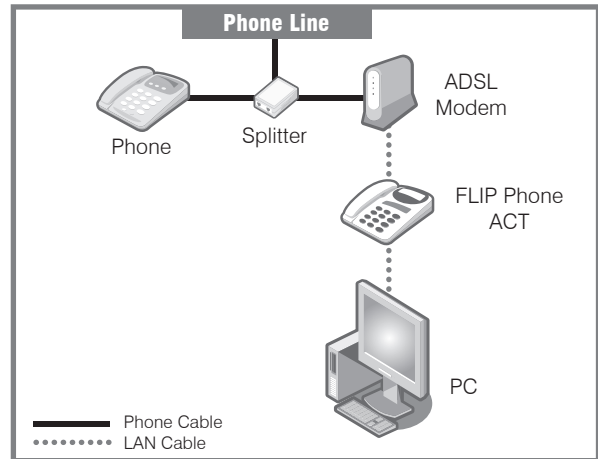 Phone Line
ADSL
Modem
Splitter
Phone
FLIP Phone
ACT
PC
Phone Cable
LAN Cable